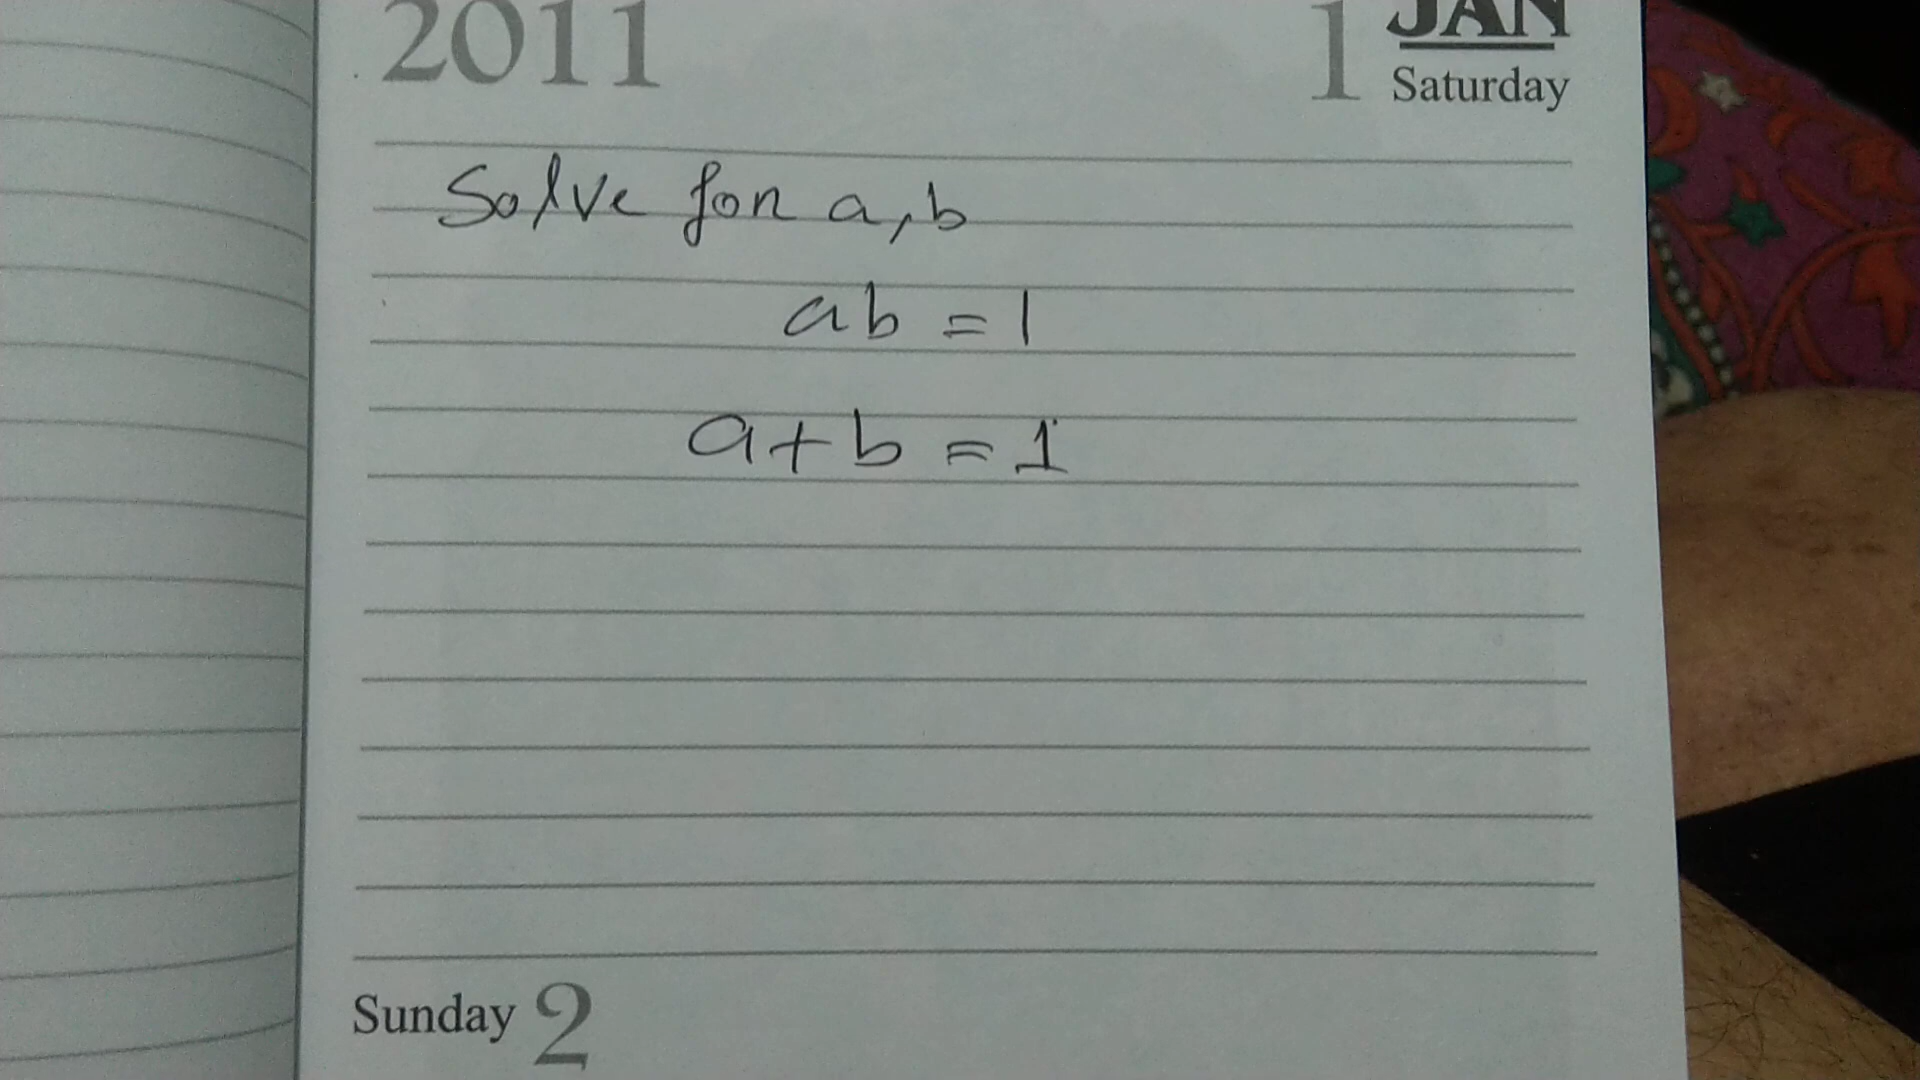 2011 1 JAN
Saturday
Solve for a,b
ab = 1
a+b = 1
Sunday 2